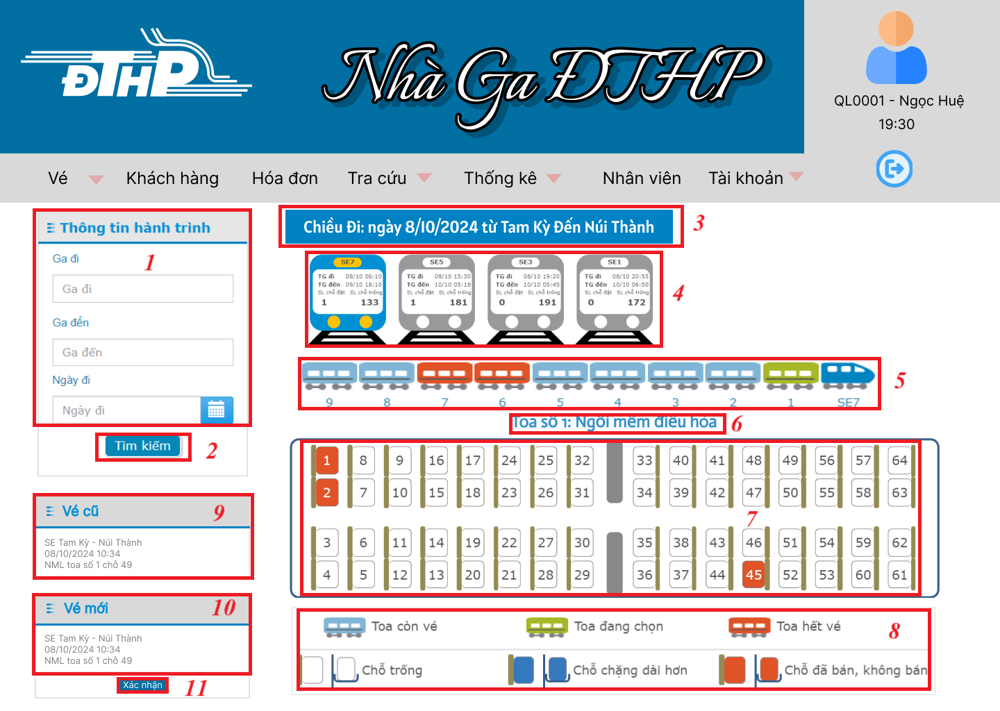 ĐTHP
Nhà Ga ĐTHP
QL0001 - Ngọc Huệ
19:30
Vé Khách hàng Hóa đơn Tra cứu Thống kê Nhân viên Tài khoản
Thông tin hành trình
1
Ga đi
Ga đi
Ga đến
Ga đến
Ngày đi
Ngày đi
Tìm kiếm
2
Vé cũ
9
SE Tam Kỳ - Núi Thành
08/10/2024 10:34
NML toa số 1 chỗ 49
Vé mới
10
SE Tam Kỳ - Núi Thành
08/10/2024 10:34
NML toa số 1 chỗ 49
Xác nhận
11
Chiều Đi: ngày 8/10/2024 từ Tam Kỳ Đến Núi Thành
3
SE7 SE5 SE3 SE1
TG đi 08/10 06:10 TG đi 08/10 15:30 TG đi 08/10 19:20 TG đi 08/10 20:55
TG đến 09/10 18:10 TG đến 10/10 05:18 TG đến 10/10 05:45 TG đến 10/10 06:50
SL chỗ đặt SL chỗ trống SL chỗ đặt SL chỗ trống SL chỗ đặt SL chỗ trống SL chỗ đặt SL chỗ trống
1 133 1 181 0 191 0 172
4
5
9 8 7 6 5 4 3 2 1 SE7
Toa số 1: Ngồi mềm điều hòa
6
1 8 9 16 17 24 25 32 33 40 41 48 49 56 57 64
2 7 10 15 18 23 26 31 34 39 42 47 50 55 58 63
7
3 6 11 14 19 22 27 30 35 38 43 46 51 54 59 62
4 5 12 13 20 21 28 29 36 37 44 45 52 53 60 61
Toa còn vé Toa đang chọn Toa hết vé
8
Chỗ trống Chỗ chặng dài hơn Chỗ đã bán, không bán